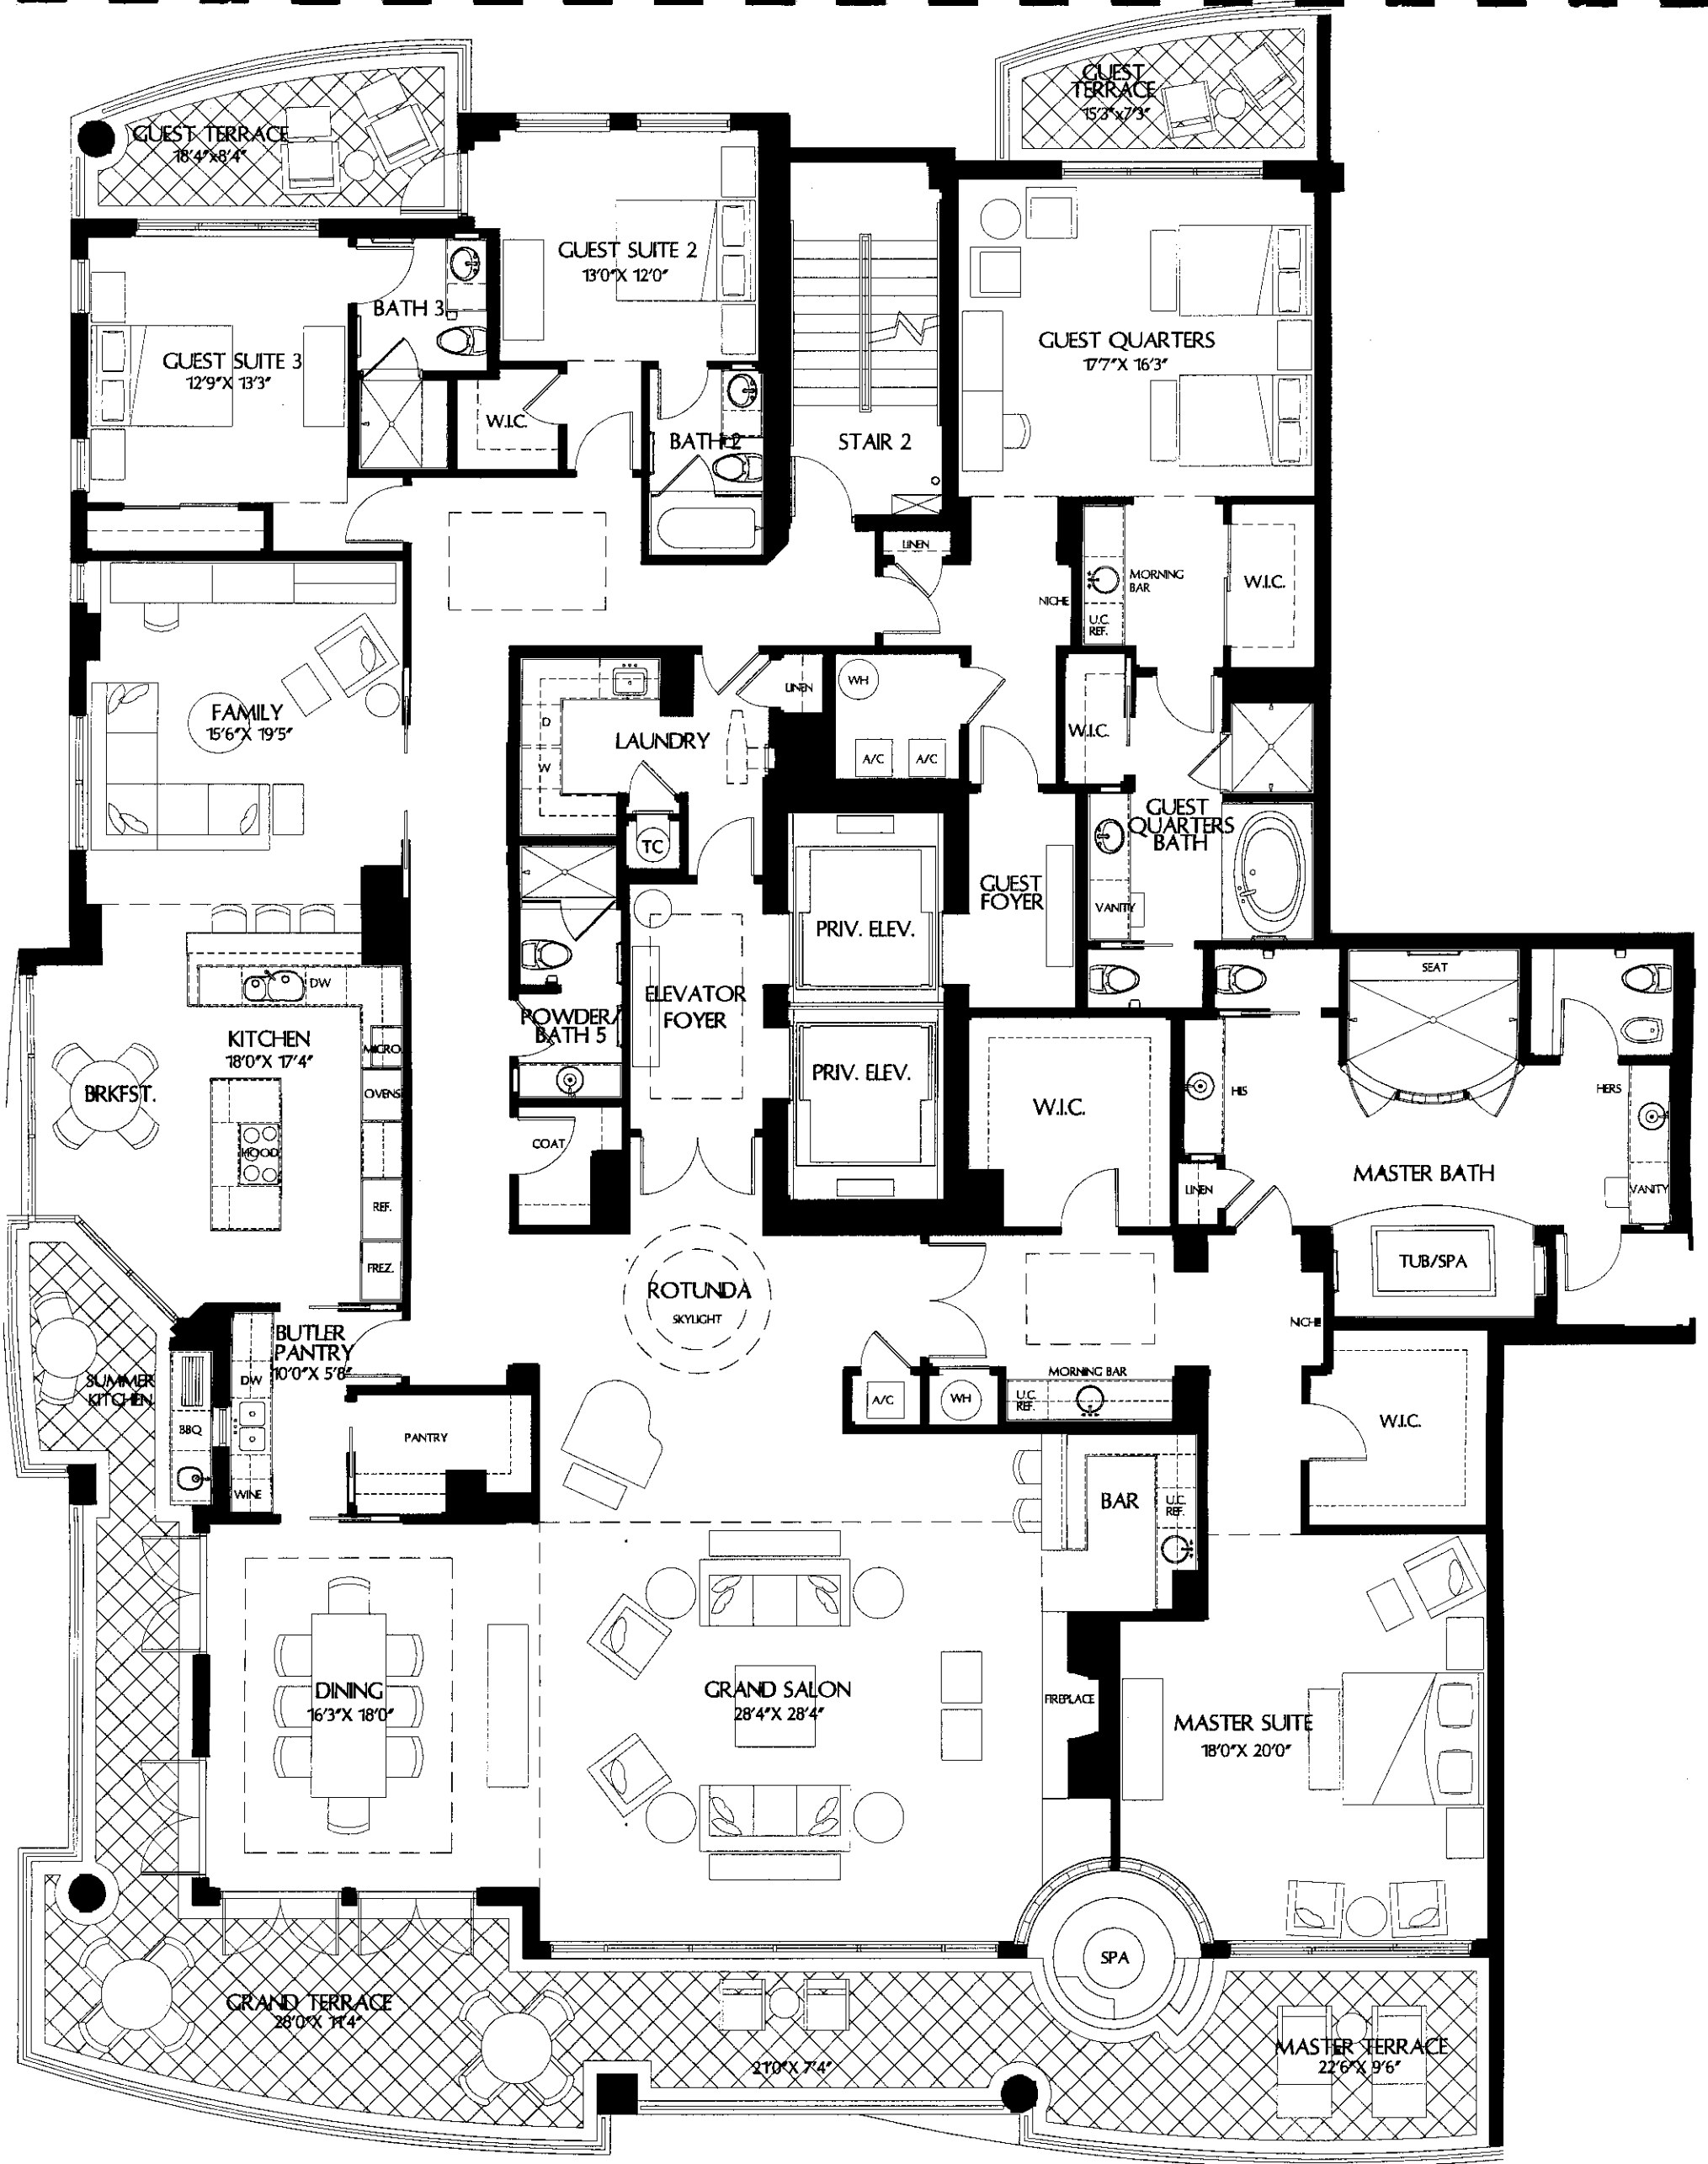 GUEST
TERRACE
15'3"x7'3"
GUEST TERRACE
18'4"x8'4"
GUEST SUITE 2
13'0"X 12'0"
BATH 3
GUEST SUITE 3
12'9"X 13'3"
GUEST QUARTERS
17'7"X 16'3"
W.I.C.
BATH 2
STAIR 2
LINEN
MORNING
BAR
W.I.C.
NICHE
U.C.
REF.
FAMILY
15'6"X 19'5"
LINEN
WH
D
W
LAUNDRY
W.I.C.
A/C
A/C
TC
GUEST
QUARTERS
BATH
GUEST
FOYER
VANITY
PRIV. ELEV.
SEAT
DW
ELEVATOR
FOYER
POWDER/
BATH 5
KITCHEN
18'0"X 17'4"
MICRO.
PRIV. ELEV.
BRKFST.
OVENS
HIS
HERS
W.I.C.
HOOD
COAT
MASTER BATH
LINEN
VANITY
REF.
FREZ.
TUB/SPA
ROTUNDA
SKYLIGHT
NICHE
BUTLER
PANTRY
10'0"X 5'8"
SUMMER
KITCHEN
DW
MORNING BAR
A/C
WH
U.C.
REF.
BBQ
PANTRY
W.I.C.
WINE
BAR
U.C.
REF.
DINING
16'3"X 18'0"
GRAND SALON
28'4"X 28'4"
FIREPLACE
MASTER SUITE
18'0"X 20'0"
SPA
GRAND TERRACE
28'0"X 11'4"
21'0"X 7'4"
MASTER TERRACE
22'6"X 9'6"